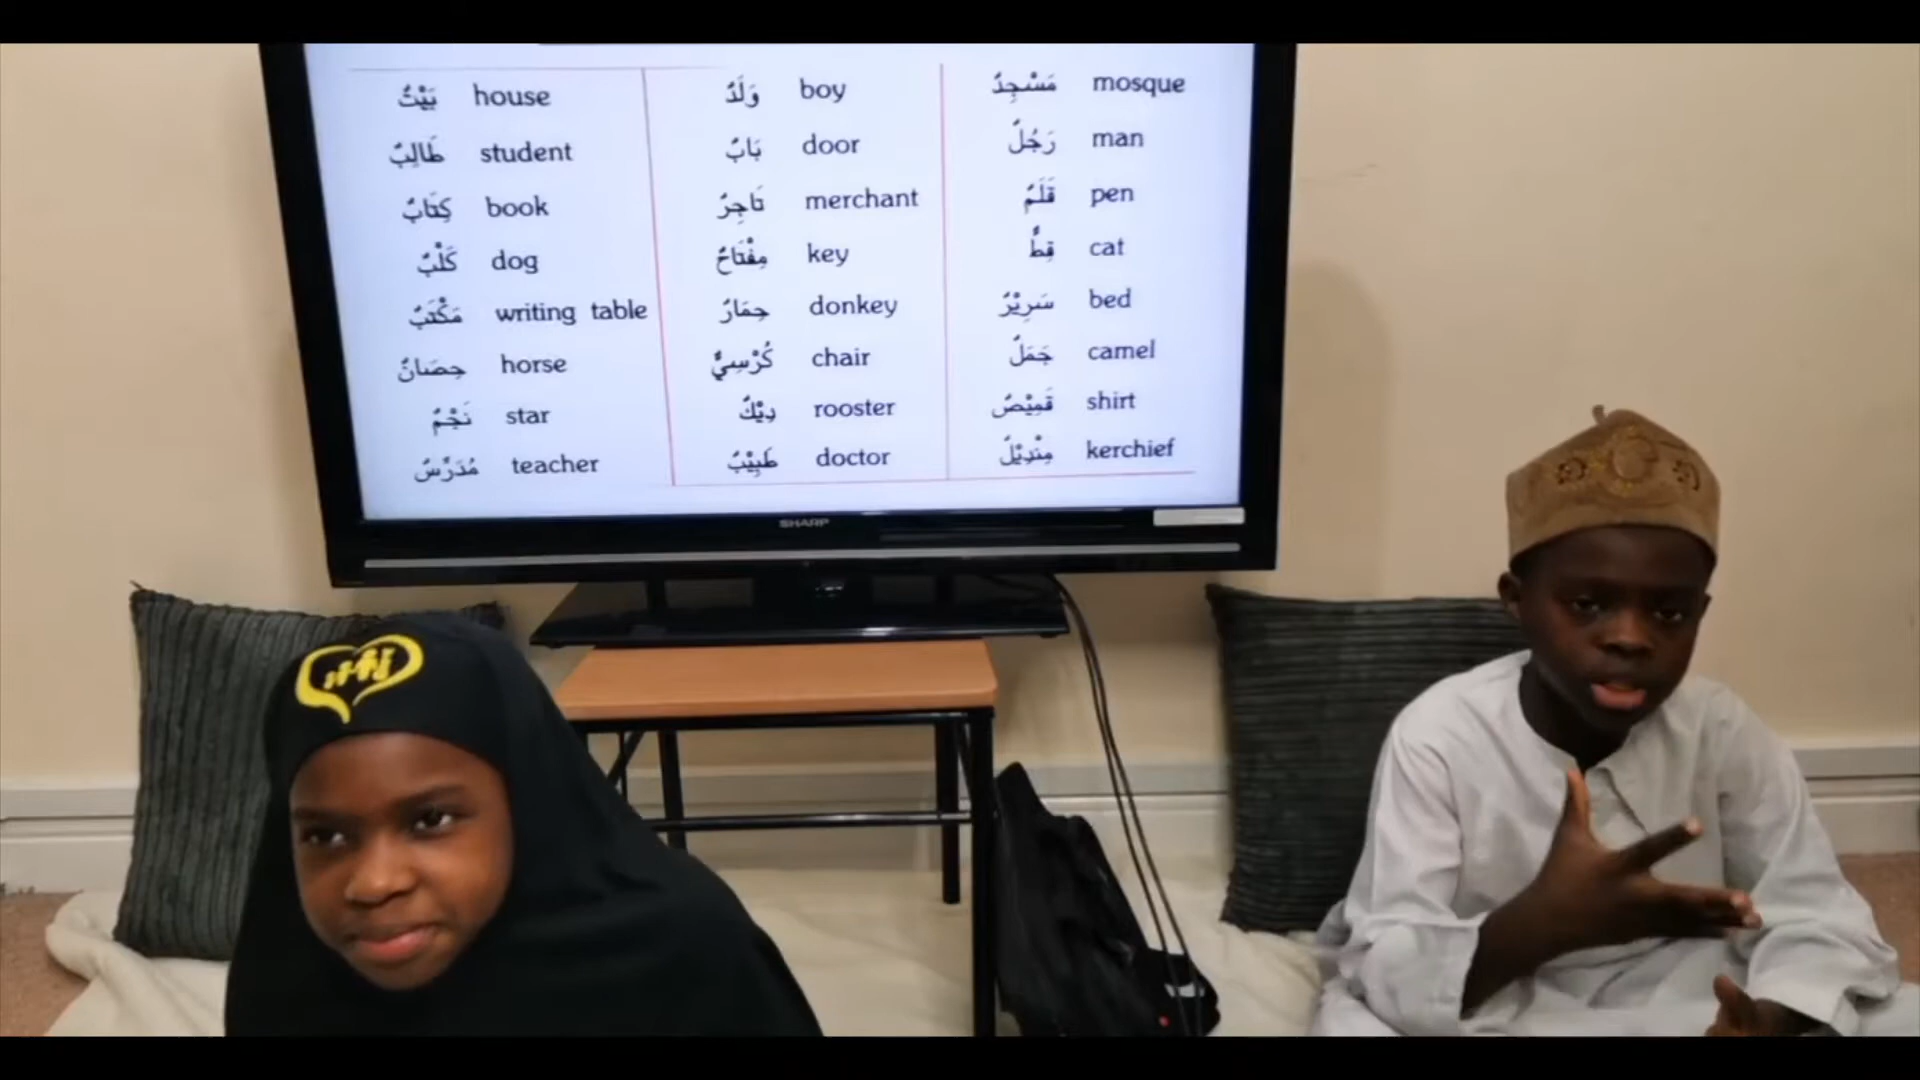 بَيْتٌ house وَلَدٌ boy مَسْجِدٌ mosque
طَالِبٌ student بَابٌ door رَجُلٌ man
كِتَابٌ book تَاجِرٌ merchant قَلَمٌ pen
كَلْبٌ dog مِفْتَاحٌ key قِطٌّ cat
مَكْتَبٌ writing table حِمَارٌ donkey سَرِيْرٌ bed
حِصَانٌ horse كُرْسِيٌّ chair جَمَلٌ camel
نَجْمٌ star دِيْكٌ rooster قَمِيْصٌ shirt
مُدَرِّسٌ teacher طَبِيْبٌ doctor مِنْدِيْلٌ kerchief
SHARP